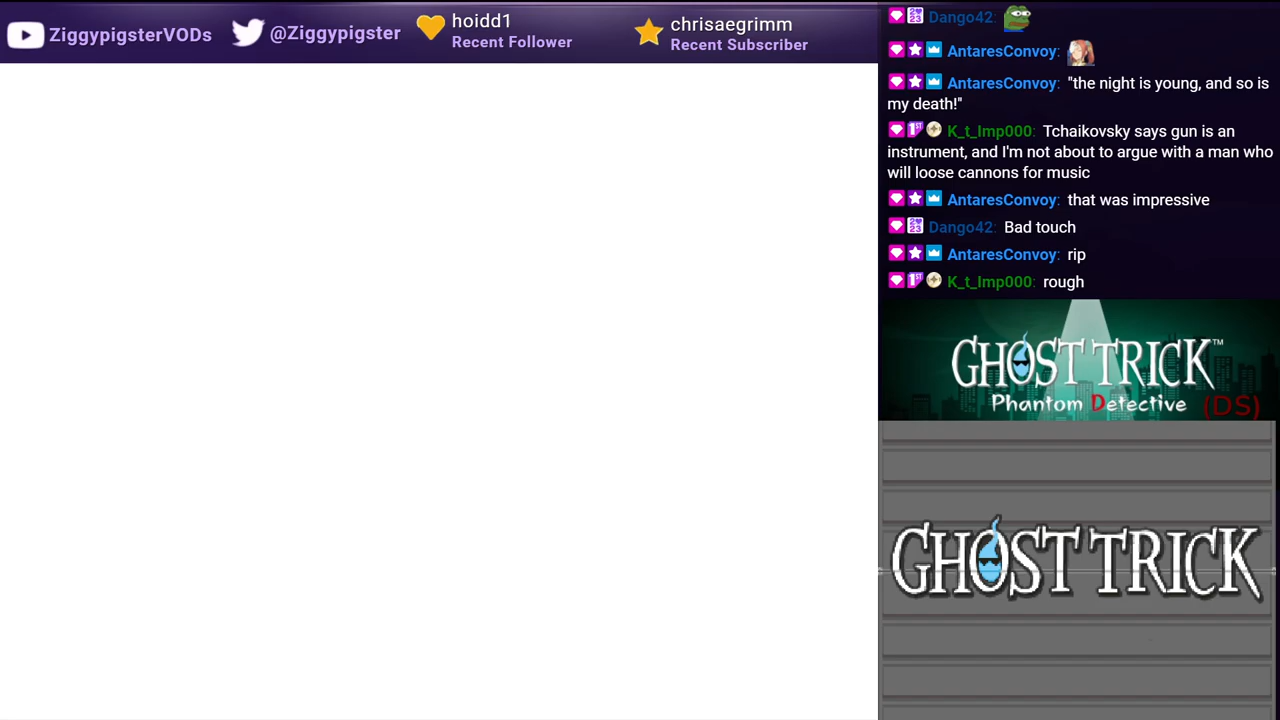 ZiggypigsterVODs
@Ziggypigster
hoidd1
Recent Follower
chrisaegrimm
Recent Subscriber
Dango42:
AntaresConvoy:
AntaresConvoy: "the night is young, and so is
my death!"
K_t_Imp000: Tchaikovsky says gun is an
instrument, and I'm not about to argue with a man who
will loose cannons for music
AntaresConvoy: that was impressive
Dango42: Bad touch
AntaresConvoy: rip
K_t_Imp000: rough
GHOST TRICK™
Phantom Detective (DS)
GHOST TRICK